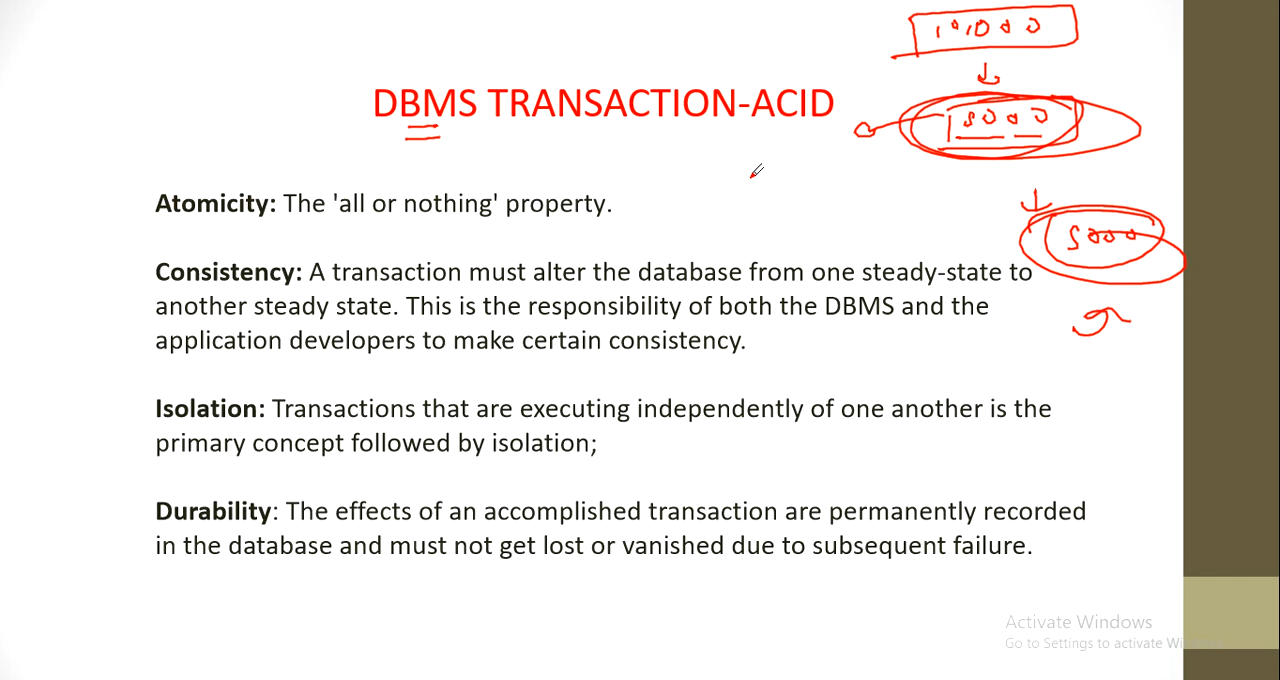 DBMS TRANSACTION-ACID
5000
Atomicity: The 'all or nothing' property.
Consistency: A transaction must alter the database from one steady-state to
another steady state. This is the responsibility of both the DBMS and the
application developers to make certain consistency.
Isolation: Transactions that are executing independently of one another is the
primary concept followed by isolation;
Durability: The effects of an accomplished transaction are permanently recorded
in the database and must not get lost or vanished due to subsequent failure.
Activate Windows
Go to Settings to activate